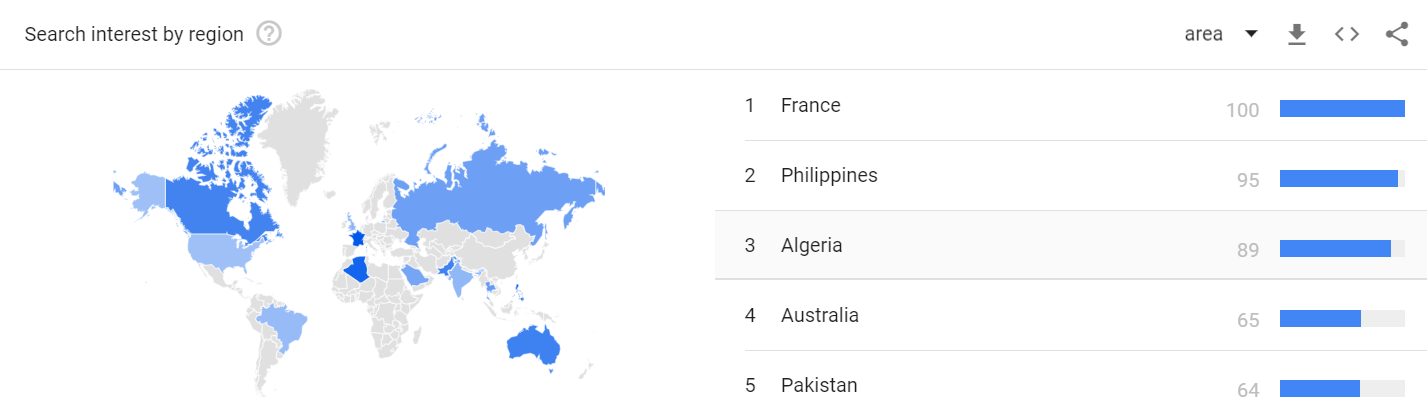 Search interest by region
area
1 France 100
2 Philippines 95
3 Algeria 89
4 Australia 65
5 Pakistan 64